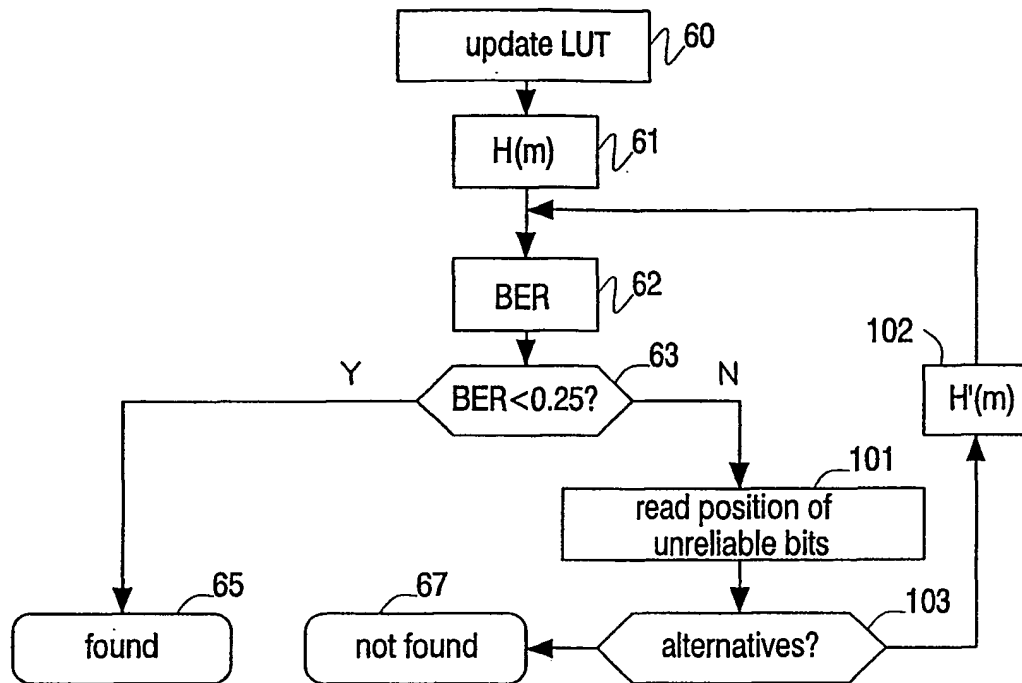 update LUT
60
H(m)
61
BER
62
63
Y
BER<0.25?
N
102
H'(m)
101
read position of
unreliable bits
65
found
67
not found
103
alternatives?